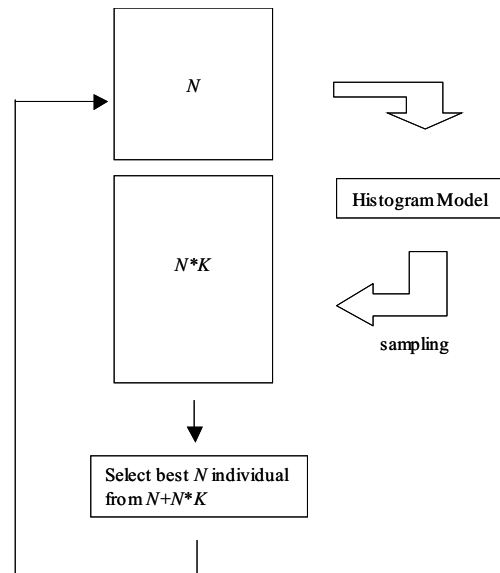 N
Histogram Model
N*K
sampling
Select best N individual
from N+N*K